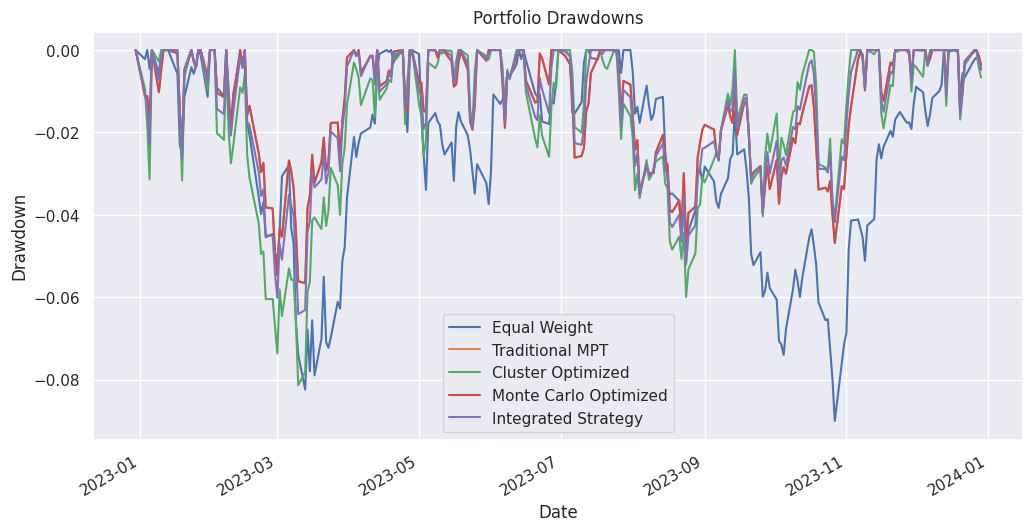 Portfolio Drawdowns
0.00
−0.02
−0.04
−0.06
−0.08
Drawdown
Equal Weight
Traditional MPT
Cluster Optimized
Monte Carlo Optimized
Integrated Strategy
2023-01
2023-03
2023-05
2023-07
2023-09
2023-11
2024-01
Date